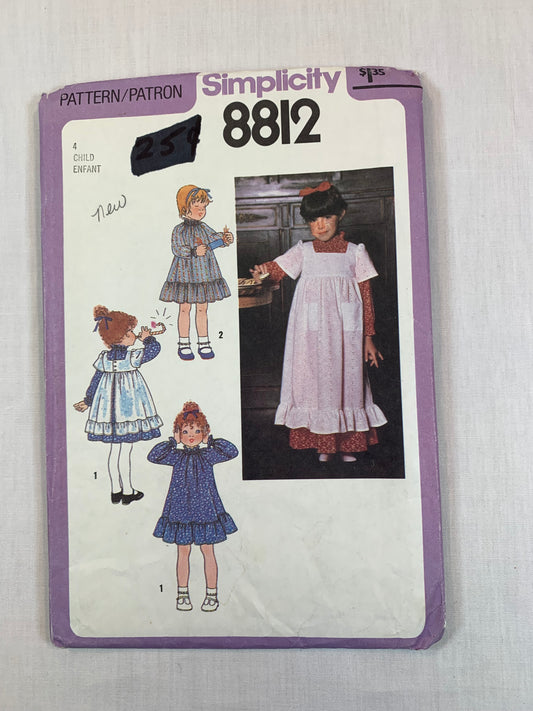 PATTERN/PATRON
Simplicity
$1.35
8812
4
CHILD
ENFANT
25¢
new
2
1
1